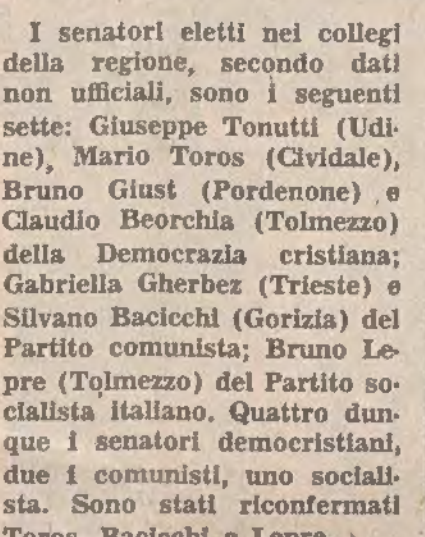 I senatori eletti nei collegi
della regione, secondo dati
non ufficiali, sono i seguenti
sette: Giuseppe Tonutti (Udi-
ne), Mario Toros (Cividale),
Bruno Giust (Pordenone) e
Claudio Beorchia (Tolmezzo)
della Democrazia cristiana;
Gabriella Gherbez (Trieste) e
Silvano Bacicchi (Gorizia) del
Partito comunista; Bruno Le-
pre (Tolmezzo) del Partito so-
cialista italiano. Quattro dun-
que i senatori democristiani,
due i comunisti, uno sociali-
sta. Sono stati riconfermati
Toros, Bacicchi e Lepre.